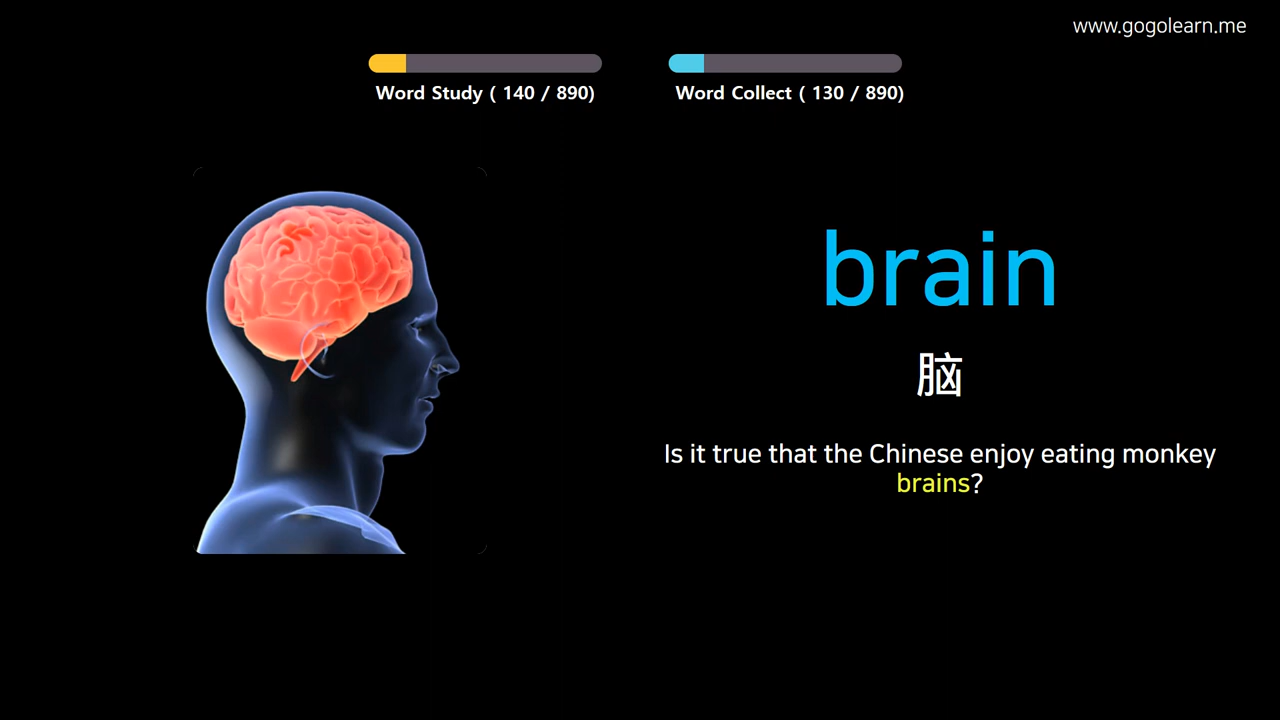 www.gogolearn.me
Word Study ( 140 / 890)
Word Collect ( 130 / 890)
brain
脑
Is it true that the Chinese enjoy eating monkey
brains?